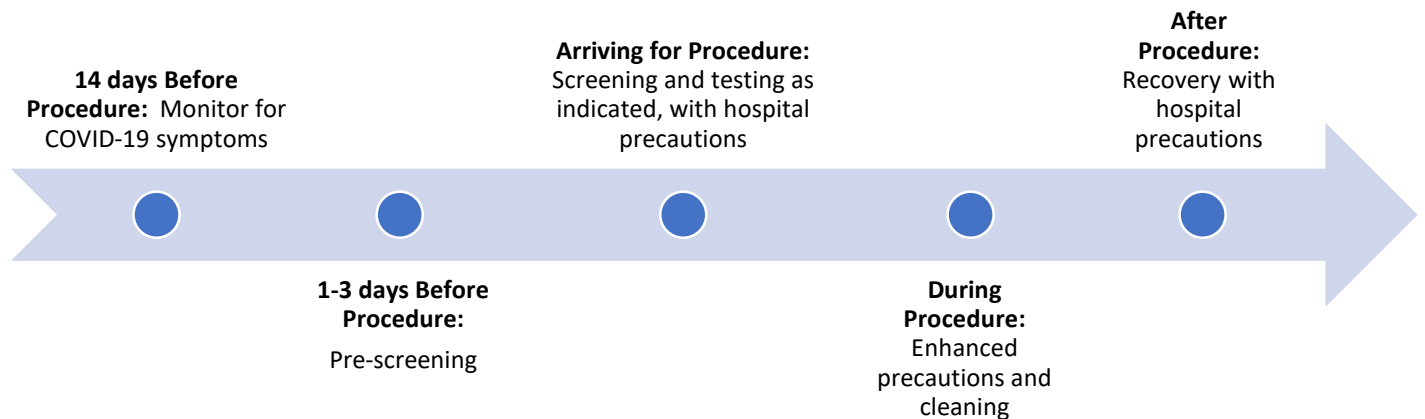 14 days Before
Procedure: Monitor for
COVID-19 symptoms
1-3 days Before
Procedure:
Pre-screening
Arriving for Procedure:
Screening and testing as
indicated, with hospital
precautions
During
Procedure:
Enhanced
precautions and
cleaning
After
Procedure:
Recovery with
hospital
precautions